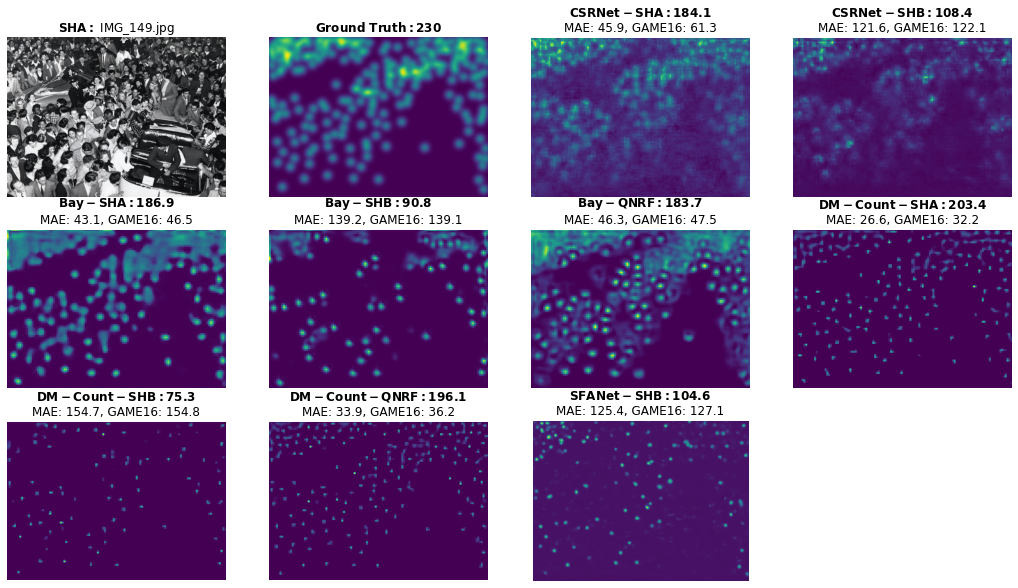 SHA: IMG_149.jpg
Ground Truth:230
CSRNet−SHA:184.1
MAE: 45.9, GAME16: 61.3
CSRNet−SHB:108.4
MAE: 121.6, GAME16: 122.1
Bay−SHA:186.9
MAE: 43.1, GAME16: 46.5
Bay−SHB:90.8
MAE: 139.2, GAME16: 139.1
Bay−QNRF:183.7
MAE: 46.3, GAME16: 47.5
DM−Count−SHA:203.4
MAE: 26.6, GAME16: 32.2
DM−Count−SHB:75.3
MAE: 154.7, GAME16: 154.8
DM−Count−QNRF:196.1
MAE: 33.9, GAME16: 36.2
SFANet−SHB:104.6
MAE: 125.4, GAME16: 127.1